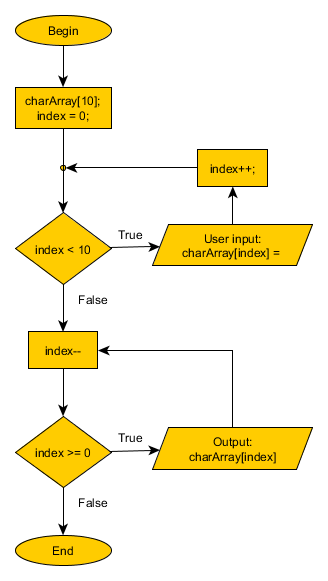 Begin
charArray[10];
index = 0;
index++;
index < 10
True
User input:
charArray[index] =
False
index--
index >= 0
True
Output:
charArray[index]
False
End